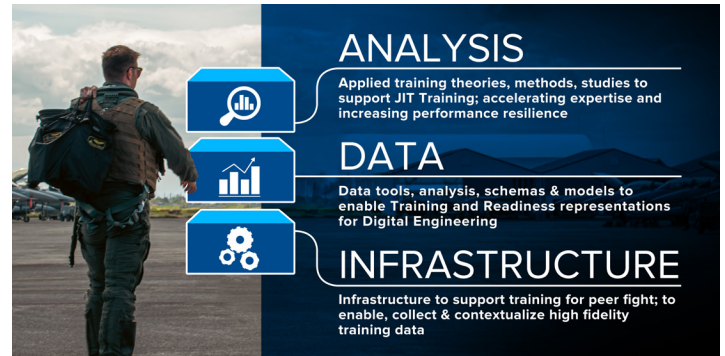 ANALYSIS
Applied training theories, methods, studies to
support JIT Training; accelerating expertise and
increasing performance resilience
DATA
Data tools, analysis, schemas & models to
enable Training and Readiness representations
for Digital Engineering
INFRASTRUCTURE
Infrastructure to support training for peer fight; to
enable, collect & contextualize high fidelity
training data